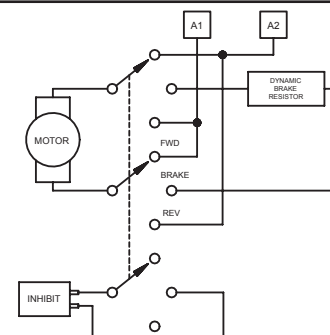 A1
A2
DYNAMIC
BRAKE
RESISTOR
MOTOR
FWD
BRAKE
REV
INHIBIT